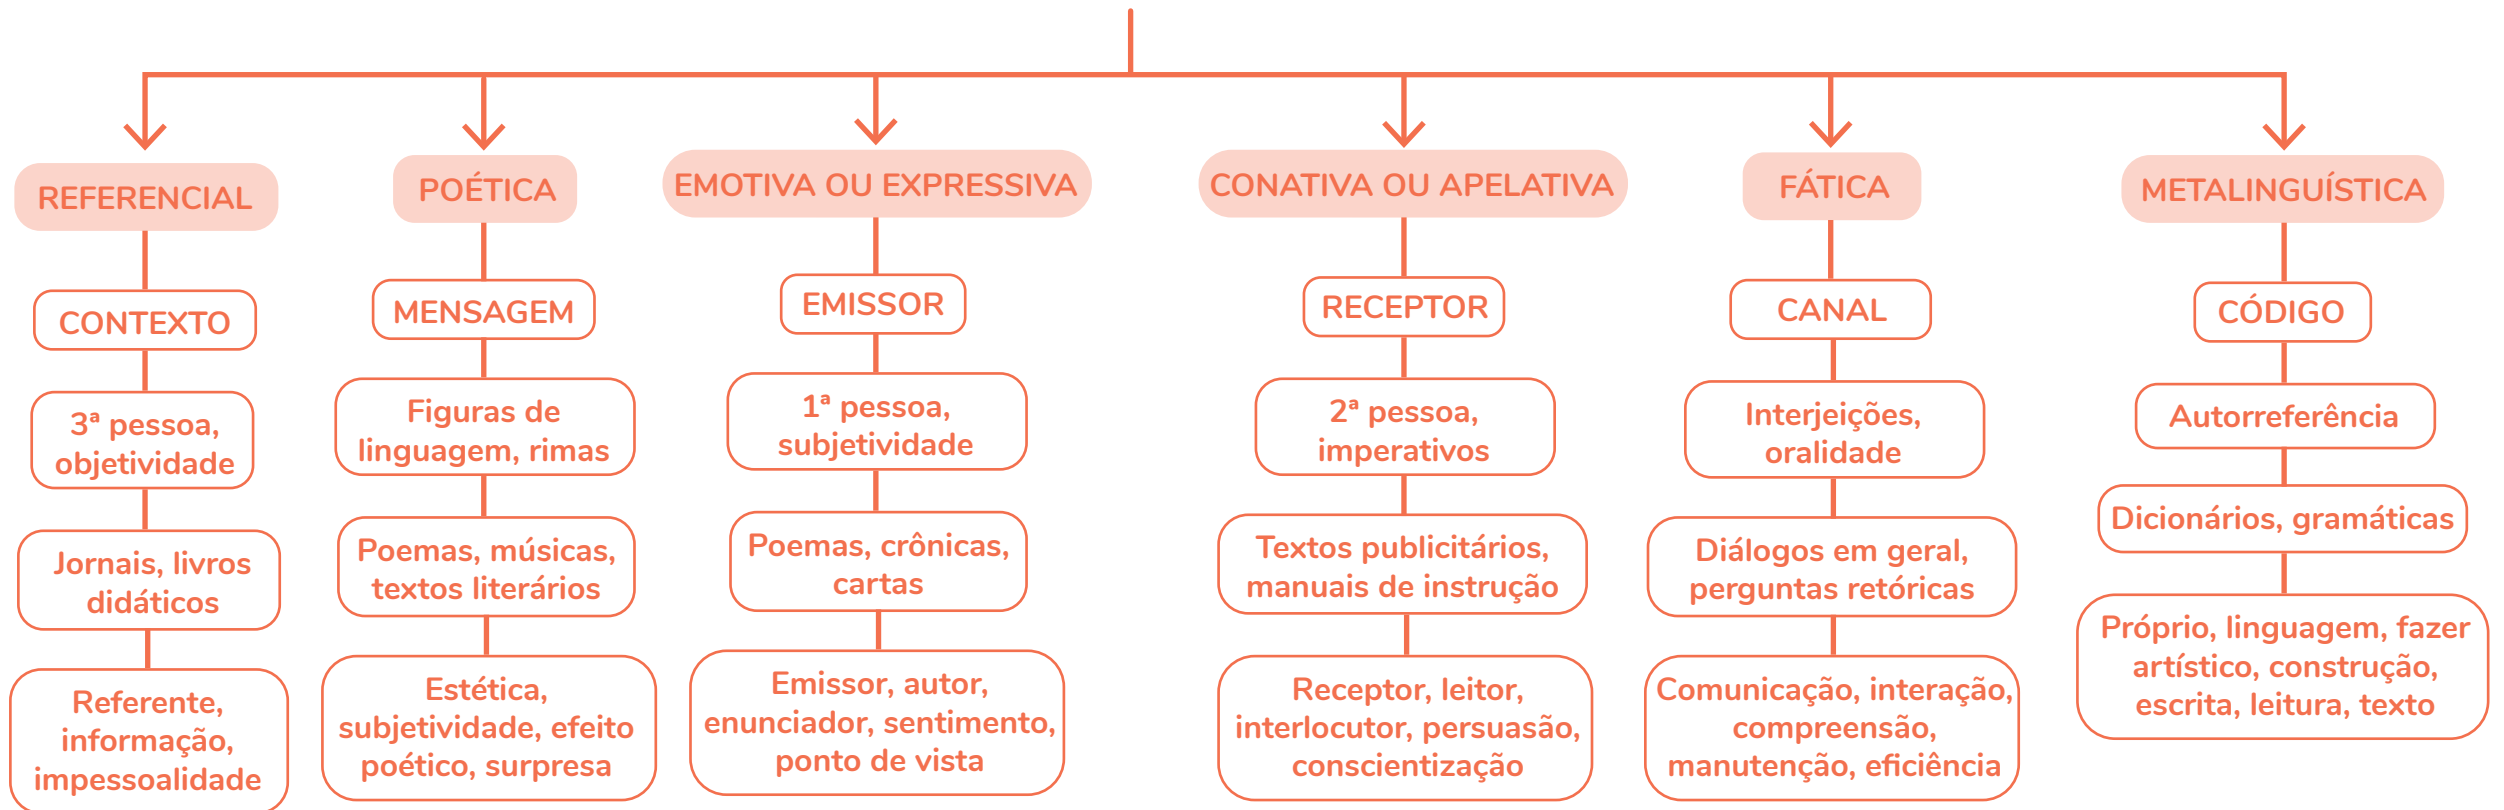 REFERENCIAL
CONTEXTO
3ª pessoa,
objetividade
Jornais, livros
didáticos
Referente,
informação,
impessoalidade
POÉTICA
MENSAGEM
Figuras de
linguagem, rimas
Poemas, músicas,
textos literários
Estética,
subjetividade, efeito
poético, surpresa
EMOTIVA OU EXPRESSIVA
EMISSOR
1ª pessoa,
subjetividade
Poemas, crônicas,
cartas
Emissor, autor,
enunciador, sentimento,
ponto de vista
CONATIVA OU APELATIVA
RECEPTOR
2ª pessoa,
imperativos
Textos publicitários,
manuais de instrução
Receptor, leitor,
interlocutor, persuasão,
conscientização
FÁTICA
CANAL
Interjeições,
oralidade
Diálogos em geral,
perguntas retóricas
Comunicação, interação,
compreensão,
manutenção, eficiência
METALINGUÍSTICA
CÓDIGO
Autorreferência
Dicionários, gramáticas
Próprio, linguagem, fazer
artístico, construção,
escrita, leitura, texto